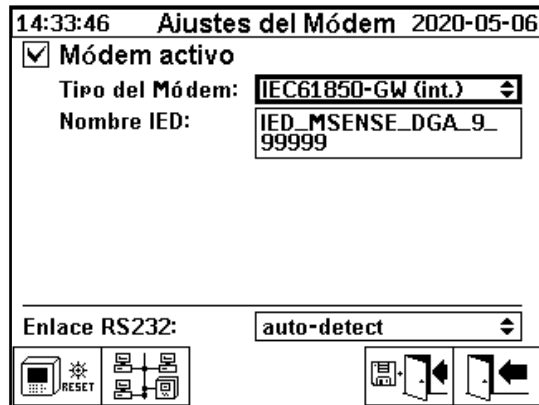 14:33:46 Ajustes del Módem 2020-05-06
Módem activo
Tipo del Módem: IEC61850-GW (int.)
Nombre IED: IED_MSENSE_DGA_9_
99999
Enlace RS232: auto-detect
RESET